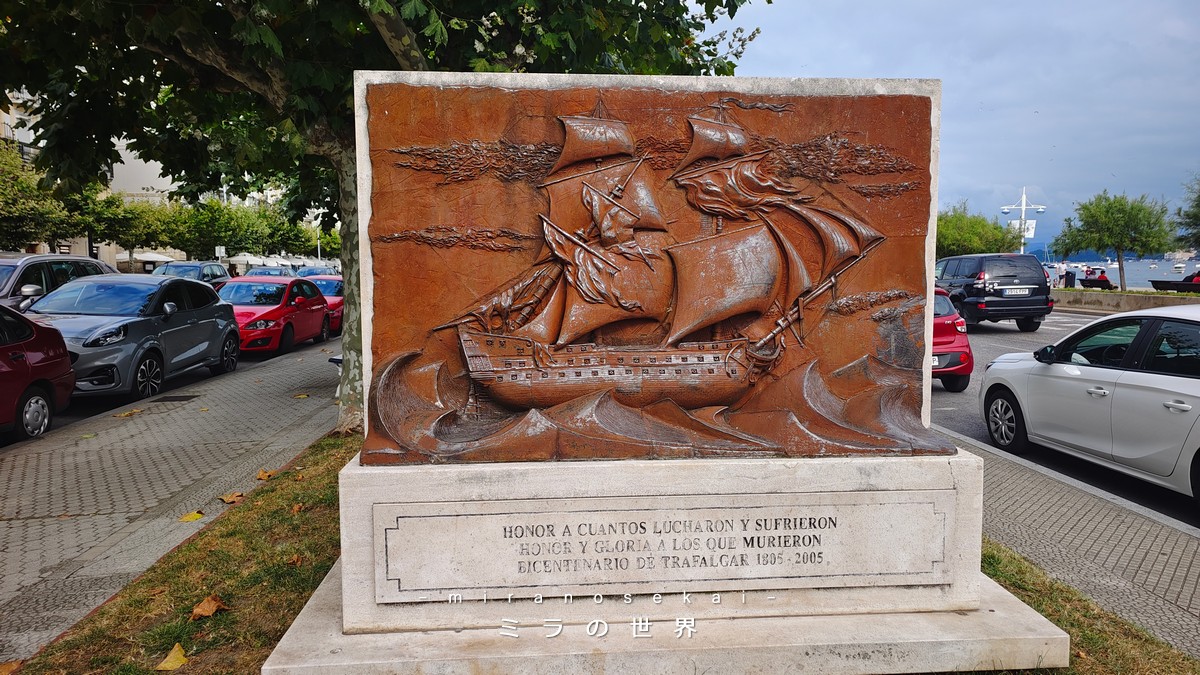 HONOR A CUANTOS LUCHARON Y SUFRIERON
HONOR Y GLORIA A LOS QUE MURIERON
BICENTENARIO DE TRAFALGAR 1805 - 2005
- miranosekai -
ミラの世界